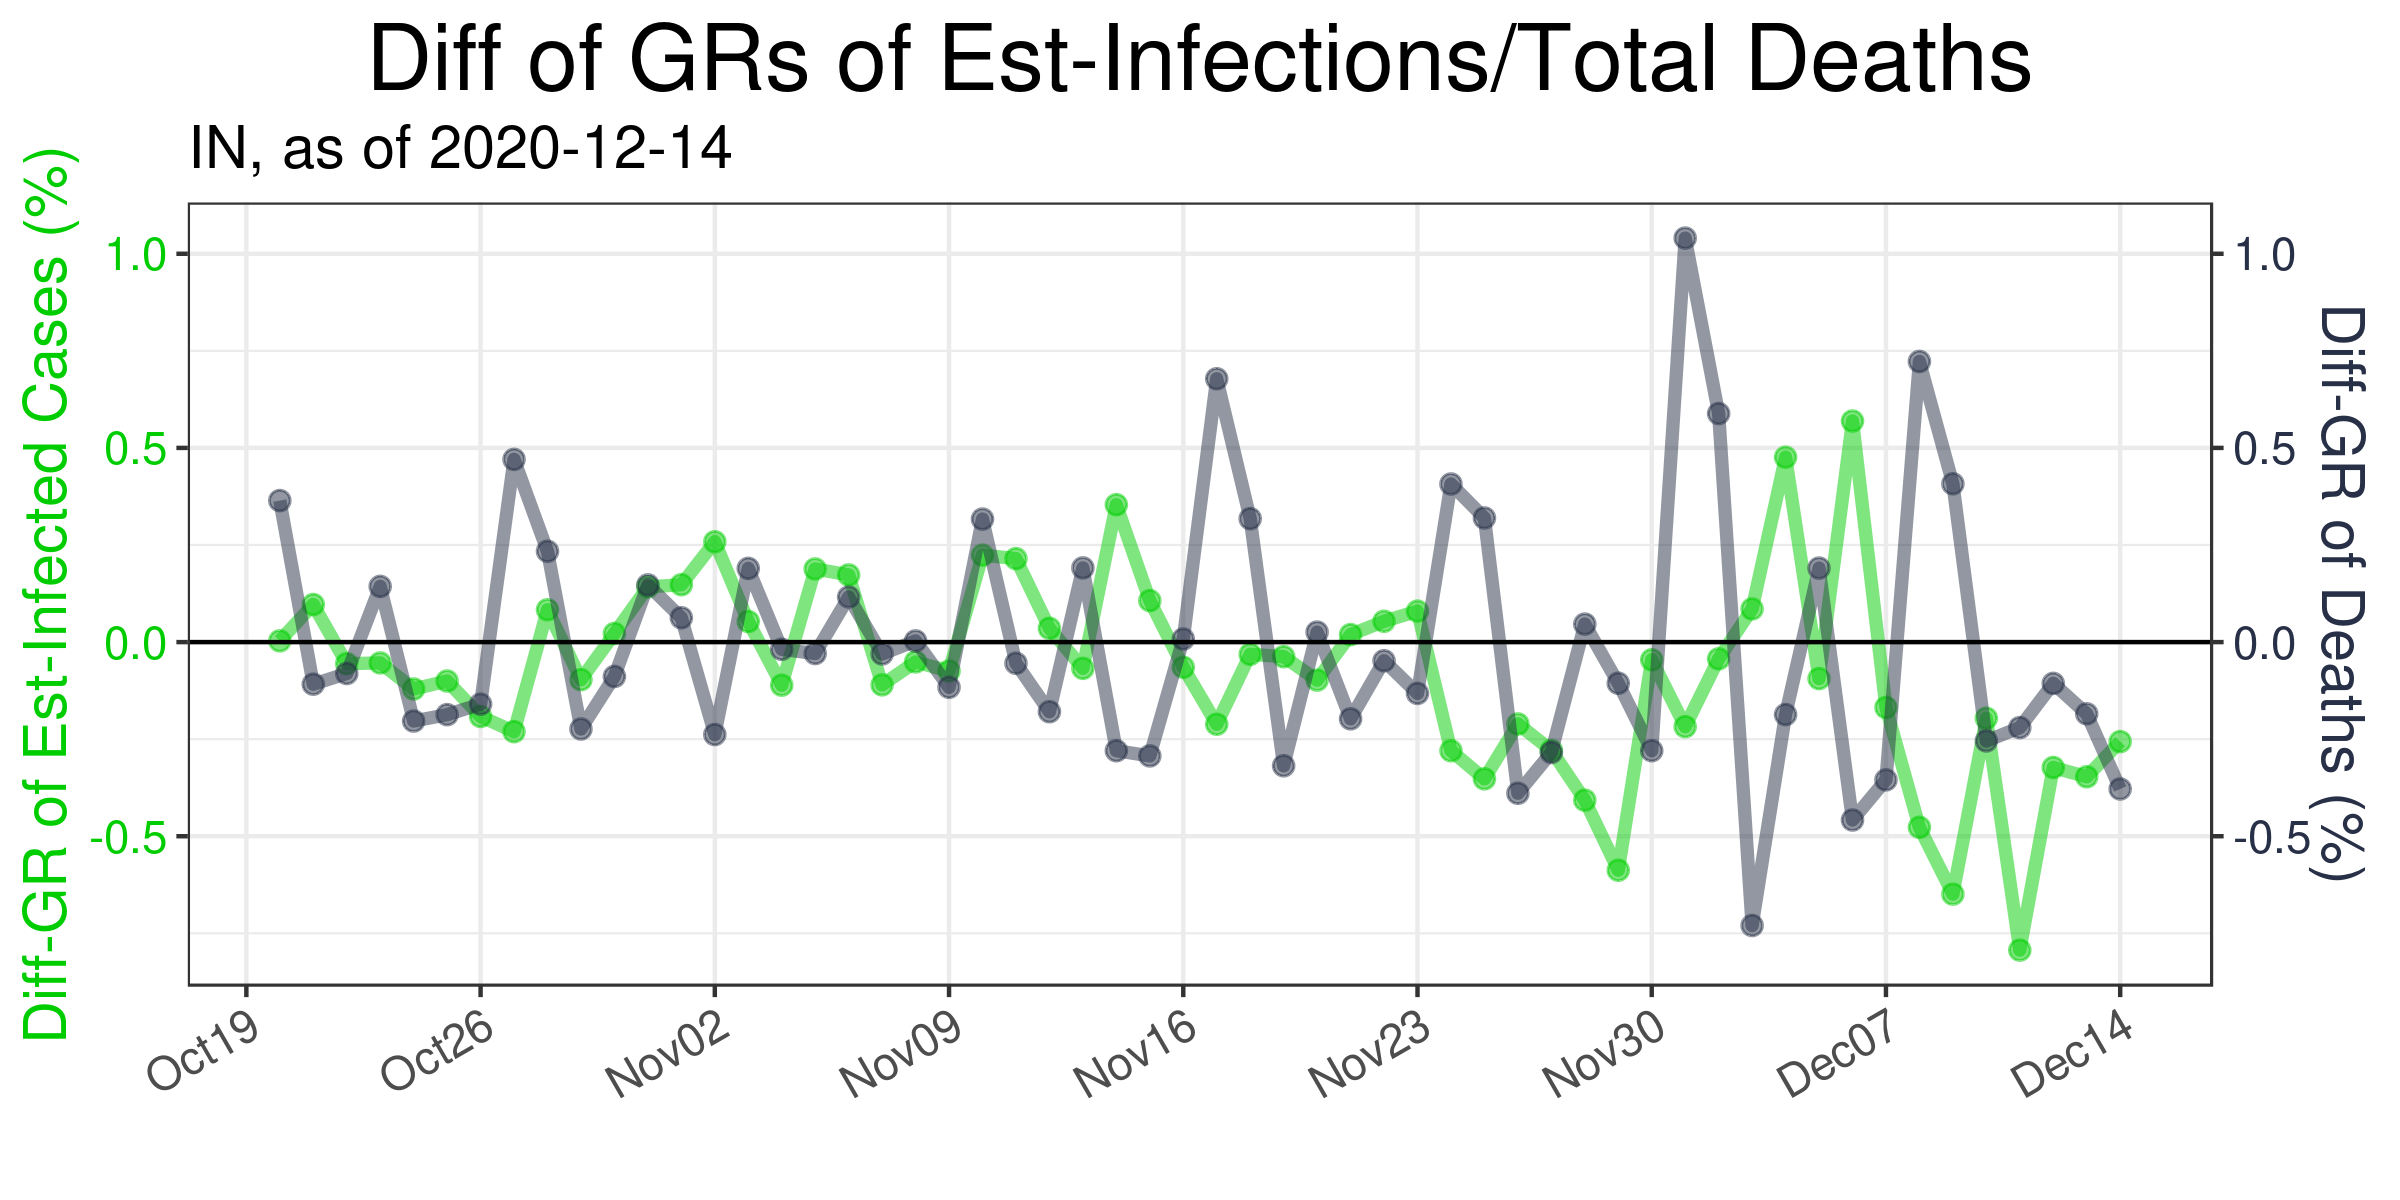 Diff of GRs of Est-Infections/Total Deaths
IN, as of 2020-12-14
Diff-GR of Est-Infected Cases (%)
1.0
0.5
0.0
-0.5
1.0
0.5
0.0
-0.5
Diff-GR of Deaths (%)
Oct19
Oct26
Nov02
Nov09
Nov16
Nov23
Nov30
Dec07
Dec14